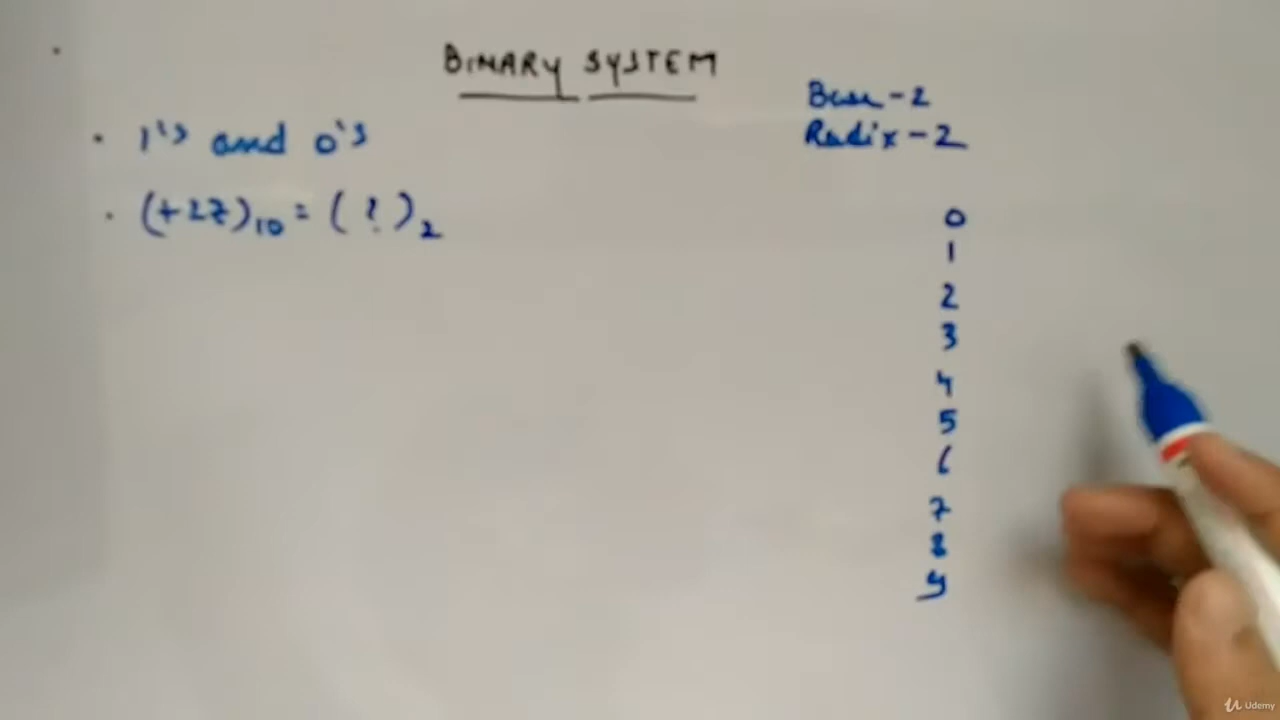 BINARY SYSTEM
Base - 2
Radix - 2
• 1's and 0's
• (+27)10 = ( ? )2
0
1
2
3
4
5
6
7
8
9
Udemy